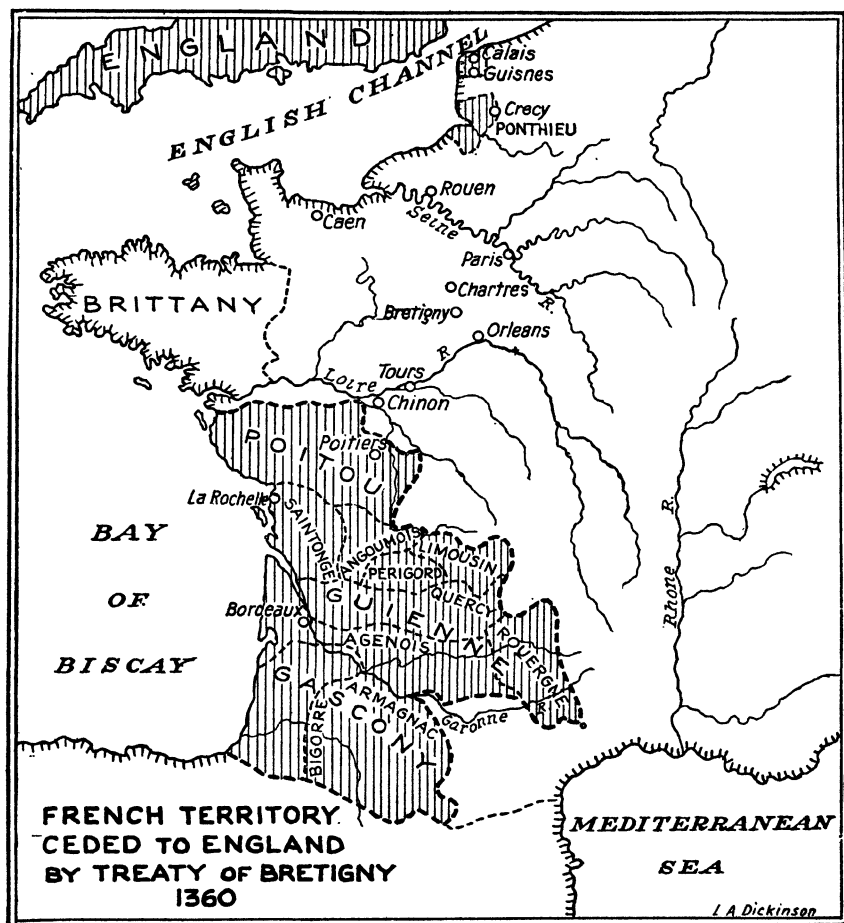 ENGLAND
ENGLISH CHANNEL
Calais
Guisnes
Crecy
PONTHIEU
Rouen
Seine
R.
Caen
Paris
Chartres
BRITTANY
Bretigny
Orleans
R.
Tours
Loire
Chinon
POITOU
Poitiers
La Rochelle
SAINTONGE
ANGOUMOIS
LIMOUSIN
PERIGORD
BAY
OF
BISCAY
GUIENNE
QUERCY
Bordeaux
AGENOIS
ROUERGNE
Rhone R.
GASCONY
ARMAGNAC
BIGORRE
Garonne
R.
FRENCH TERRITORY
CEDED TO ENGLAND
BY TREATY OF BRETIGNY
1360
MEDITERRANEAN
SEA
L A Dickinson